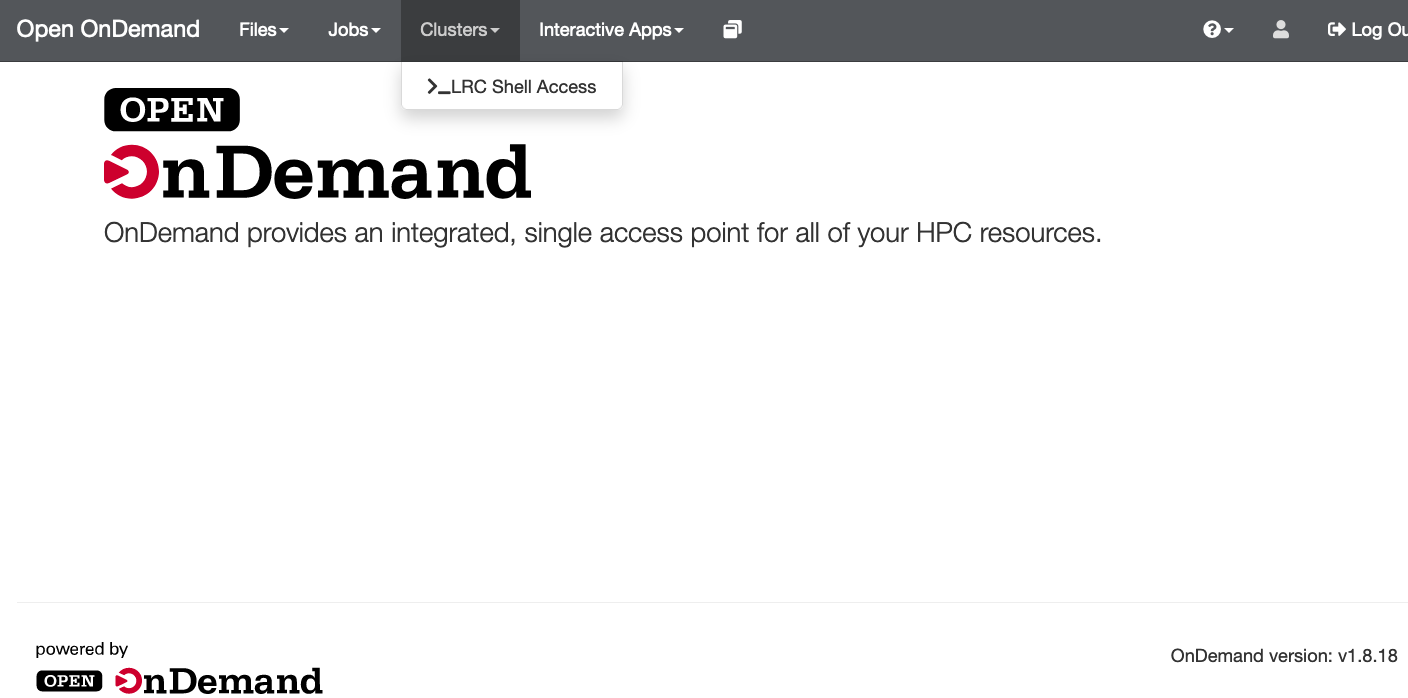 Open OnDemand Files Jobs Clusters Interactive Apps Log Ou
>_LRC Shell Access
OPEN
OnDemand
OnDemand provides an integrated, single access point for all of your HPC resources.
powered by
OPEN OnDemand
OnDemand version: v1.8.18